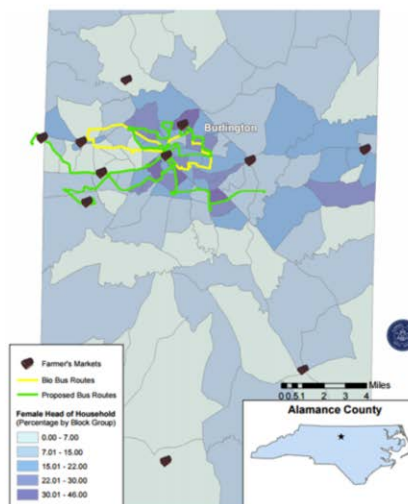 Burlington
Farmer's Markets
Bio Bus Routes
Proposed Bus Routes
Female Head of Household
(Percentage by Block Group)
0.00 - 7.00
7.01 - 15.00
15.01 - 22.00
22.01 - 30.00
30.01 - 46.00
Miles
0 0.5 1 2 3 4
Alamance County